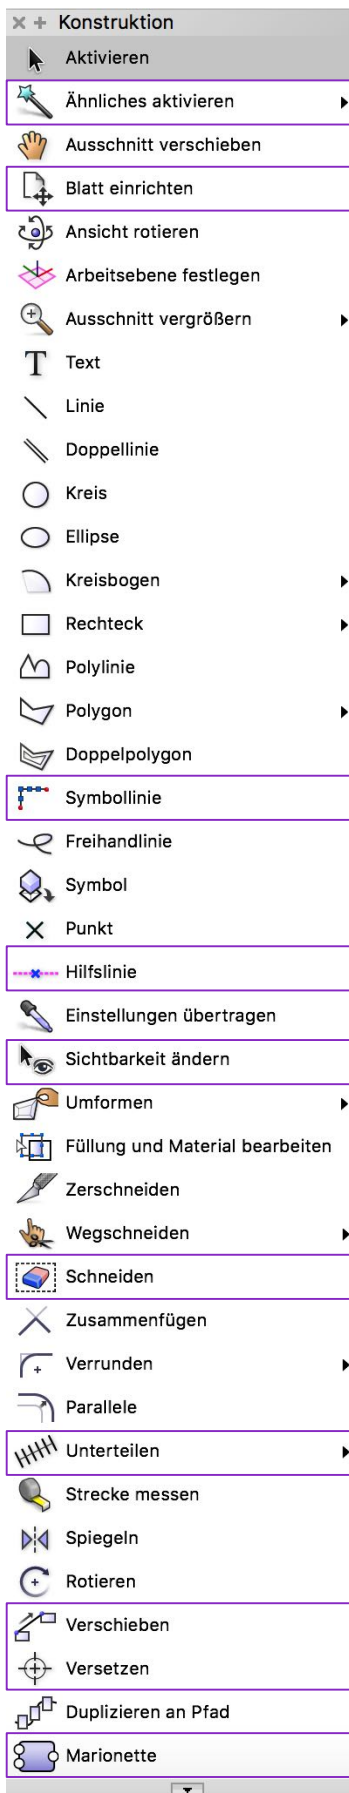 Konstruktion
Aktivieren
Ähnliches aktivieren
Ausschnitt verschieben
Blatt einrichten
Ansicht rotieren
Arbeitsebene festlegen
Ausschnitt vergrößern
Text
Linie
Doppellinie
Kreis
Ellipse
Kreisbogen
Rechteck
Polylinie
Polygon
Doppelpolygon
Symbollinie
Freihandlinie
Symbol
Punkt
Hilfslinie
Einstellungen übertragen
Sichtbarkeit ändern
Umformen
Füllung und Material bearbeiten
Zerschneiden
Wegschneiden
Schneiden
Zusammenfügen
Verrunden
Parallele
Unterteilen
Strecke messen
Spiegeln
Rotieren
Verschieben
Versetzen
Duplizieren an Pfad
Marionette